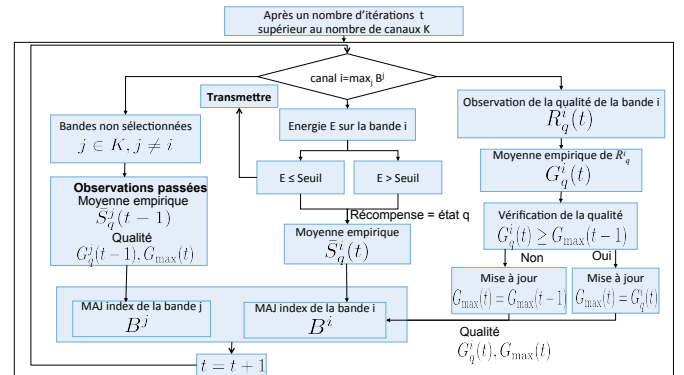 Après un nombre d'itérations t
supérieur au nombre de canaux K
canal i=max_j B^j
Transmettre
Bandes non sélectionnées
j ∈ K, j ≠ i
Observations passées
Moyenne empirique
S̄_q^j(t − 1)
Qualité
G_q^j(t−1), G_max(t)
MAJ index de la bande j
B^j
Energie E sur la bande i
E ≤ Seuil
E > Seuil
Récompense = état q
Moyenne empirique
S̄_q^i(t)
MAJ index de la bande i
B^i
Observation de la qualité de la bande i
R_q^i(t)
Moyenne empirique de R_q^i
G_q^i(t)
Vérification de la qualité
G_q^i(t) ≥ G_max(t−1)
Non
Oui
Mise à jour
G_max(t) = G_max(t−1)
Mise à jour
G_max(t) = G_q^i(t)
Qualité
G_q^i(t), G_max(t)
t = t + 1